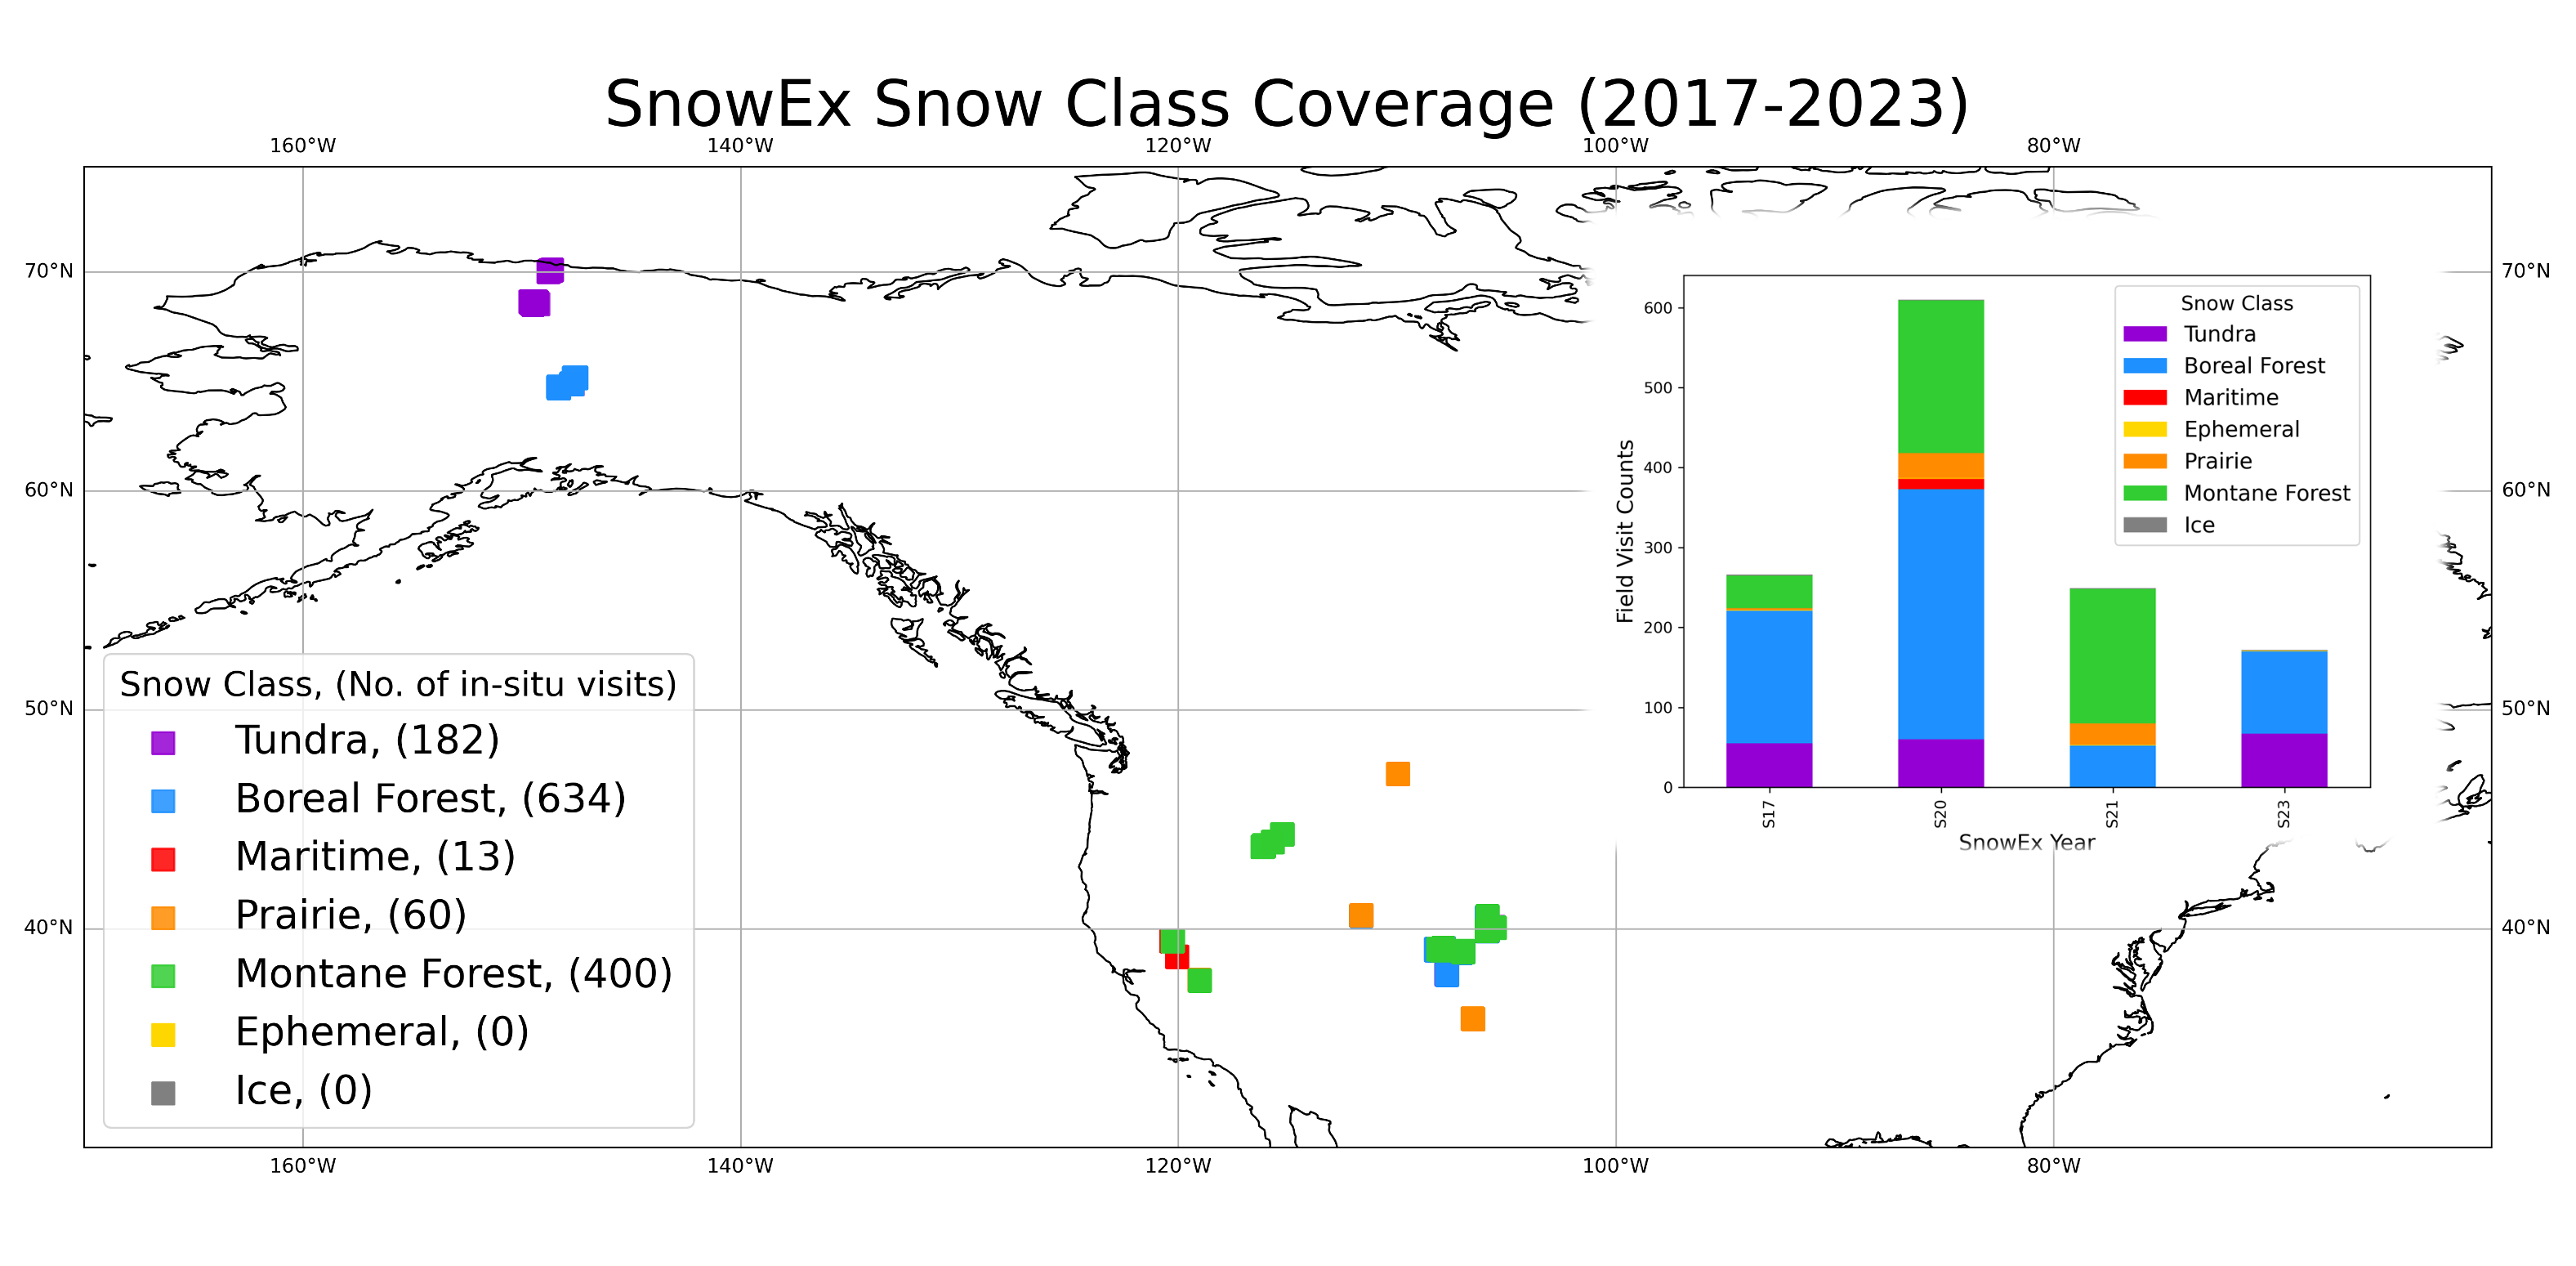 SnowEx Snow Class Coverage (2017-2023)
160°W 140°W 120°W 100°W 80°W
70°N 70°N
60°N 60°N
50°N 50°N
40°N 40°N
Snow Class, (No. of in-situ visits)
Tundra, (182)
Boreal Forest, (634)
Maritime, (13)
Prairie, (60)
Montane Forest, (400)
Ephemeral, (0)
Ice, (0)
Field Visit Counts
600
500
400
300
200
100
0
Snow Class
Tundra
Boreal Forest
Maritime
Ephemeral
Prairie
Montane Forest
Ice
S17 S20 S21 S23
SnowEx Year
160°W 140°W 120°W 100°W 80°W